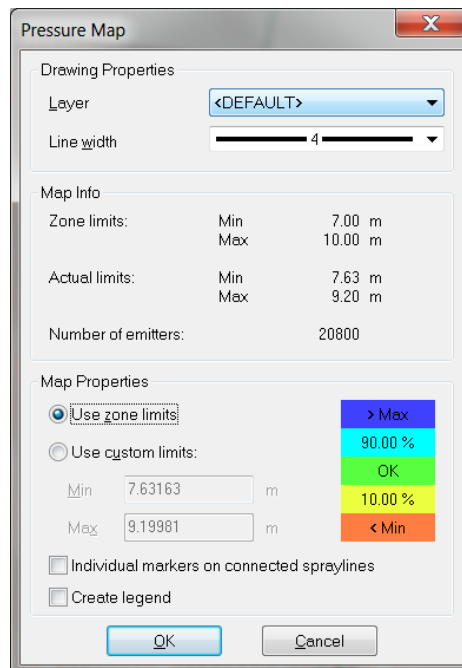 Pressure Map
X
Drawing Properties
Layer <DEFAULT>
Line width 4
Map Info
Zone limits: Min 7.00 m
Max 10.00 m
Actual limits: Min 7.63 m
Max 9.20 m
Number of emitters: 20800
Map Properties
Use zone limits > Max
90.00 %
Use custom limits: OK
Min 7.63163 m 10.00 %
Max 9.19981 m < Min
Individual markers on connected spraylines
Create legend
OK Cancel